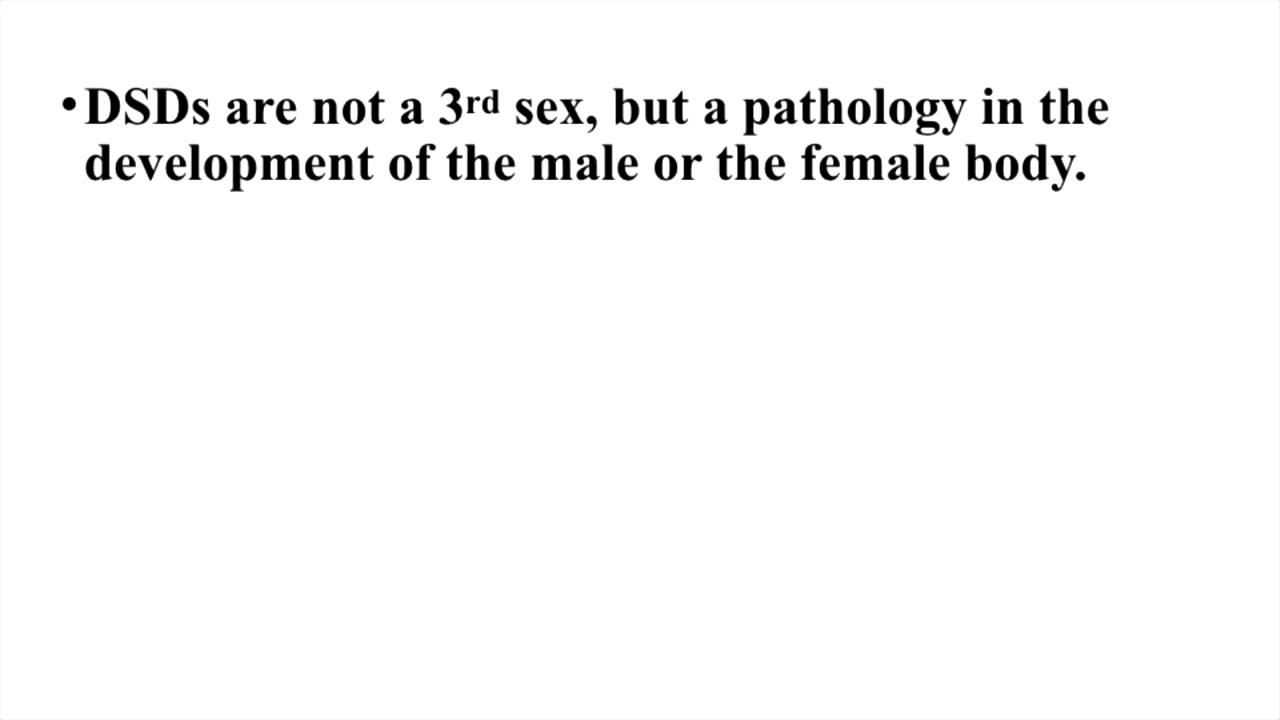 •DSDs are not a 3rd sex, but a pathology in the
development of the male or the female body.